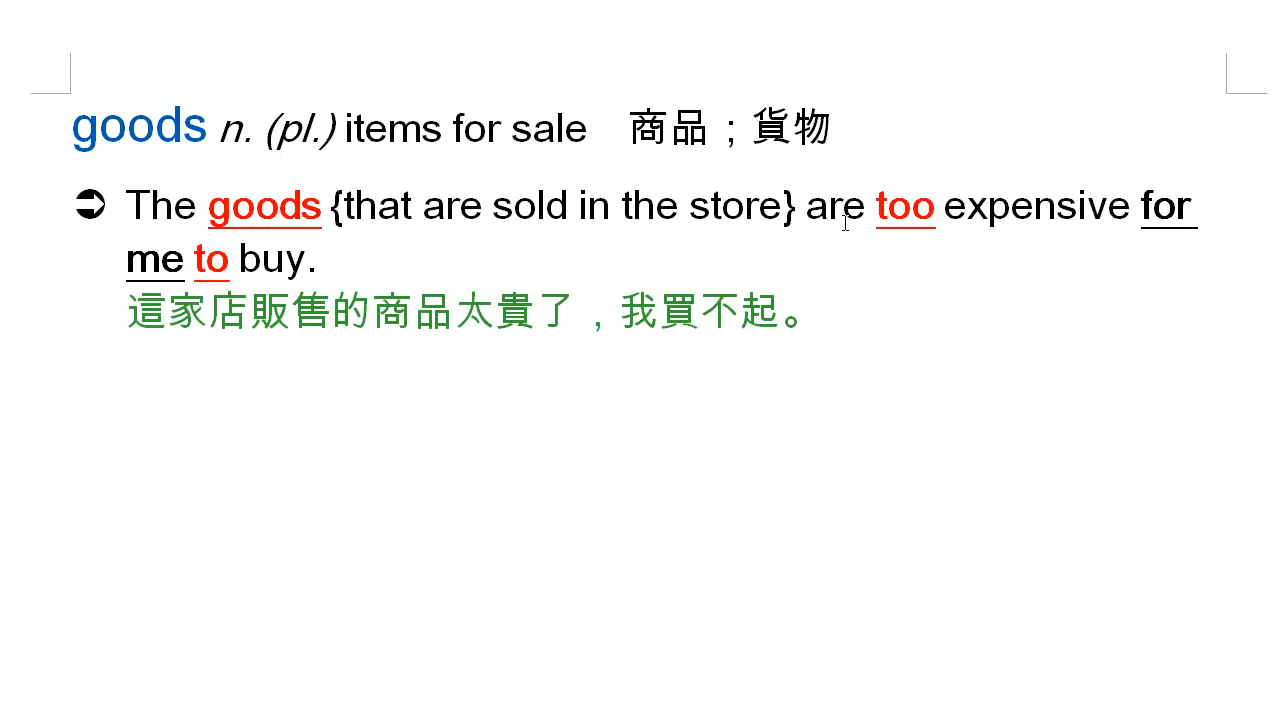 goods n. (pl.) items for sale 商品；貨物
➲ The goods {that are sold in the store} are too expensive for
me to buy.
這家店販售的商品太貴了，我買不起。